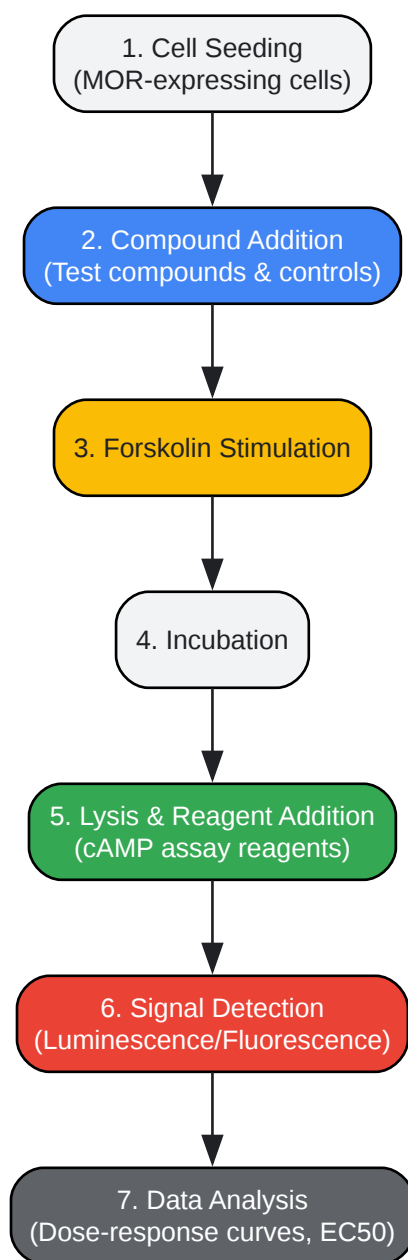 1. Cell Seeding
(MOR-expressing cells)
2. Compound Addition
(Test compounds & controls)
3. Forskolin Stimulation
4. Incubation
5. Lysis & Reagent Addition
(cAMP assay reagents)
6. Signal Detection
(Luminescence/Fluorescence)
7. Data Analysis
(Dose-response curves, EC50)